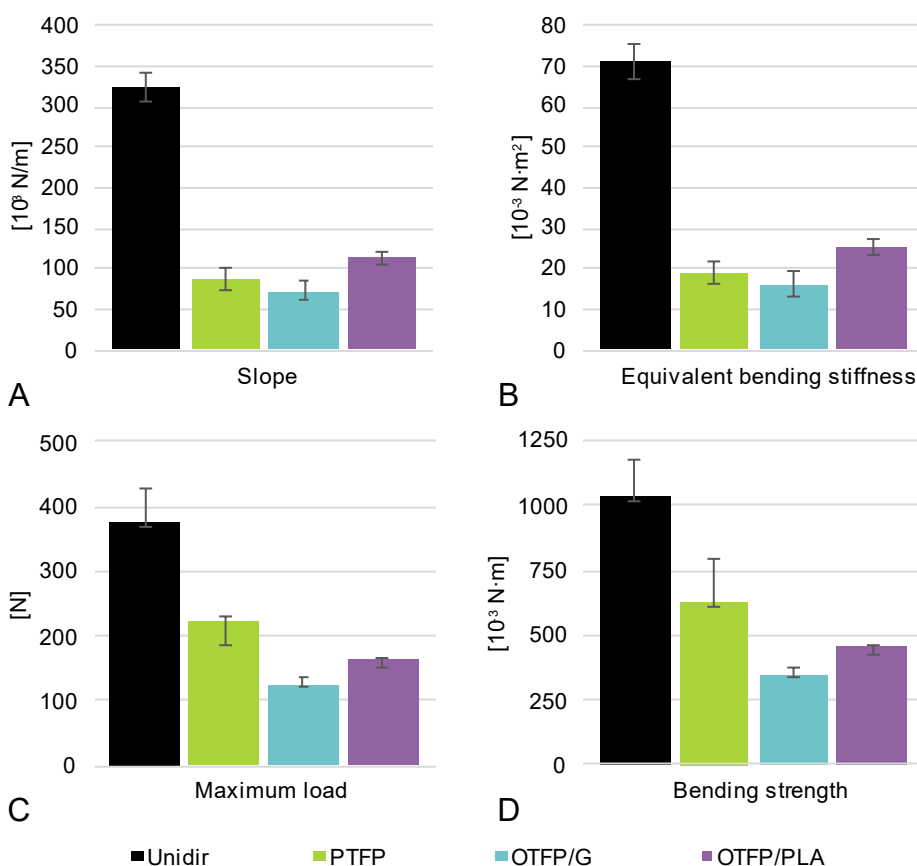 400
350
300
250
200
150
100
50
0
[10³ N/m]
Slope
A
80
70
60
50
40
30
20
10
0
[10⁻³ N·m²]
Equivalent bending stiffness
B
500
400
300
200
100
0
[N]
Maximum load
C
1250
1000
750
500
250
0
[10⁻³ N·m]
Bending strength
D
Unidir PTFP OTFP/G OTFP/PLA